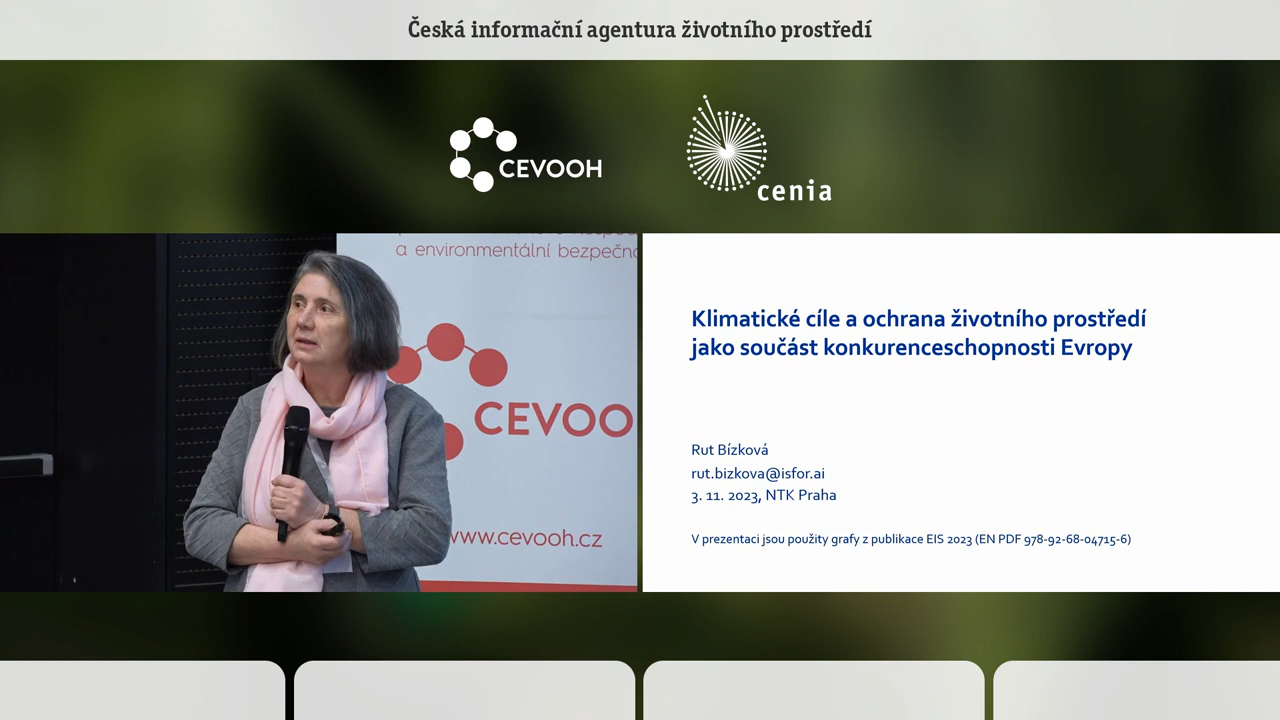 Česká informační agentura životního prostředí
CEVOOH
cenia
a environmentální bezpečno
CEVOO
www.cevooh.cz
Klimatické cíle a ochrana životního prostředí
jako součást konkurenceschopnosti Evropy
Rut Bízková
rut.bizkova@isfor.ai
3. 11. 2023, NTK Praha
V prezentaci jsou použity grafy z publikace EIS 2023 (EN PDF 978-92-68-04715-6)